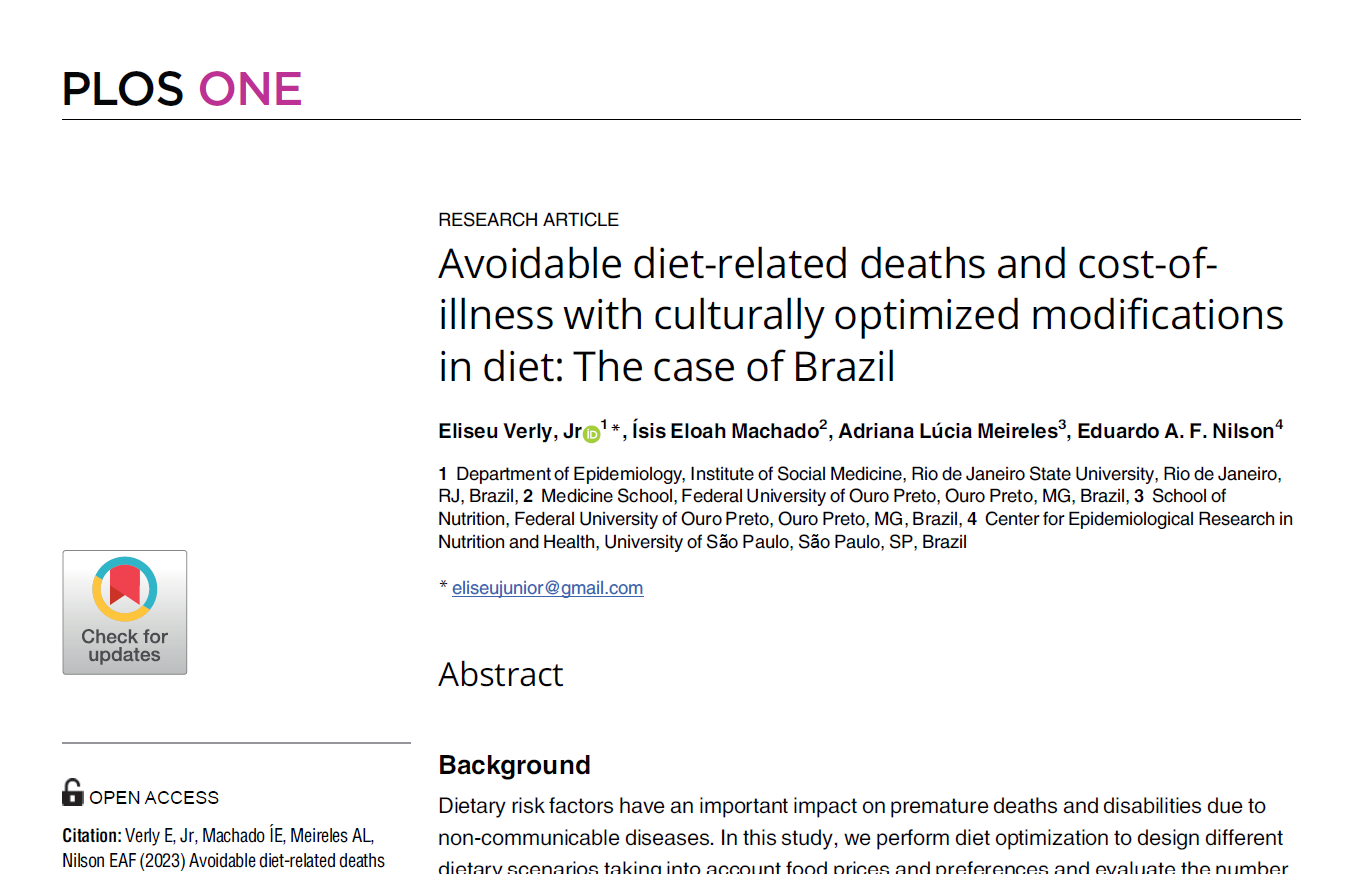 PLOS ONE
RESEARCH ARTICLE
Avoidable diet-related deaths and cost-of-
illness with culturally optimized modifications
in diet: The case of Brazil
Eliseu Verly, Jr iD 1*, Ísis Eloah Machado2, Adriana Lúcia Meireles3, Eduardo A. F. Nilson4
1 Department of Epidemiology, Institute of Social Medicine, Rio de Janeiro State University, Rio de Janeiro,
RJ, Brazil, 2 Medicine School, Federal University of Ouro Preto, Ouro Preto, MG, Brazil, 3 School of
Nutrition, Federal University of Ouro Preto, Ouro Preto, MG, Brazil, 4 Center for Epidemiological Research in
Nutrition and Health, University of São Paulo, São Paulo, SP, Brazil
* eliseujunior@gmail.com
Check for
updates
Abstract
Background
Dietary risk factors have an important impact on premature deaths and disabilities due to
non-communicable diseases. In this study, we perform diet optimization to design different
dietary scenarios taking into account food prices and preferences and evaluate the number
OPEN ACCESS
Citation: Verly E, Jr, Machado ÍE, Meireles AL,
Nilson EAF (2023) Avoidable diet-related deaths